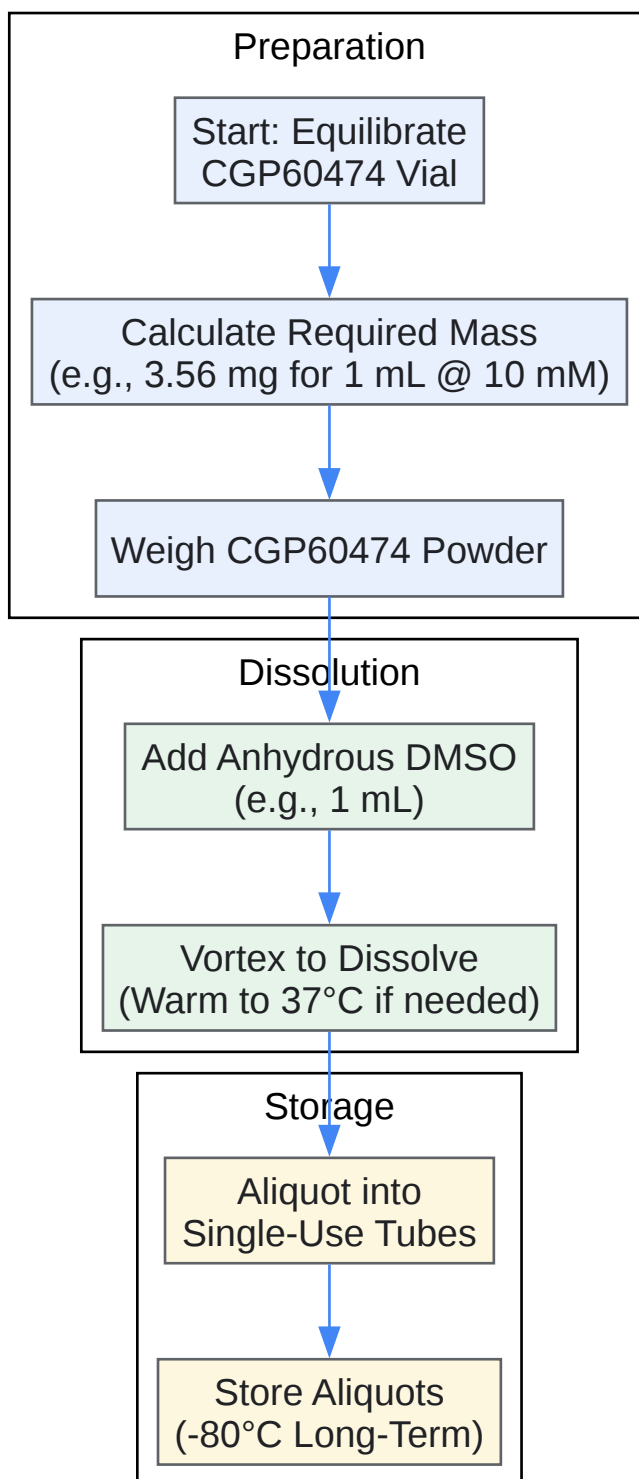 Preparation
Start: Equilibrate
CGP60474 Vial
Calculate Required Mass
(e.g., 3.56 mg for 1 mL @ 10 mM)
Weigh CGP60474 Powder
Dissolution
Add Anhydrous DMSO
(e.g., 1 mL)
Vortex to Dissolve
(Warm to 37°C if needed)
Storage
Aliquot into
Single-Use Tubes
Store Aliquots
(-80°C Long-Term)